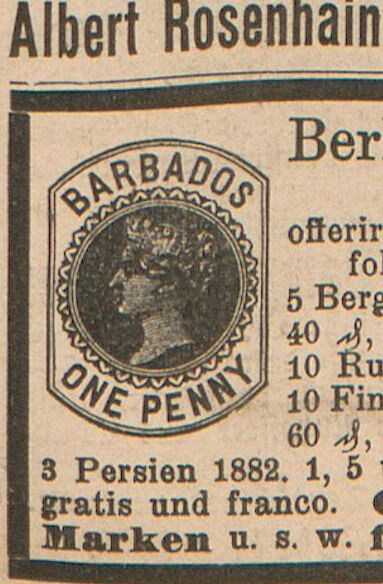 Albert Rosenhain
Ber
BARBADOS
ONE PENNY
offerir
fol
5 Berg
40 ₰,
10 Ru
10 Fin
60 ₰,
3 Persien 1882. 1, 5
gratis und franco.
Marken u. s. w. f